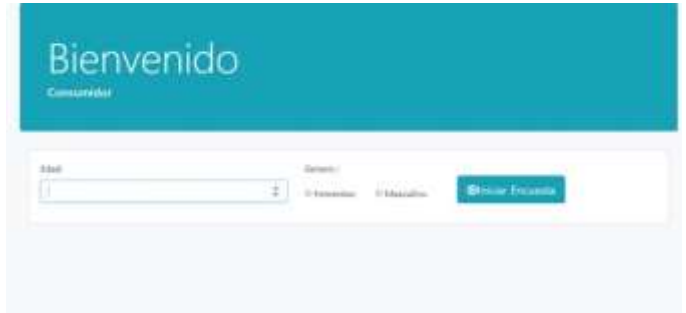 Bienvenido
Consumidor
Edad
Genero :
Femenino Masculino
Iniciar Encuesta